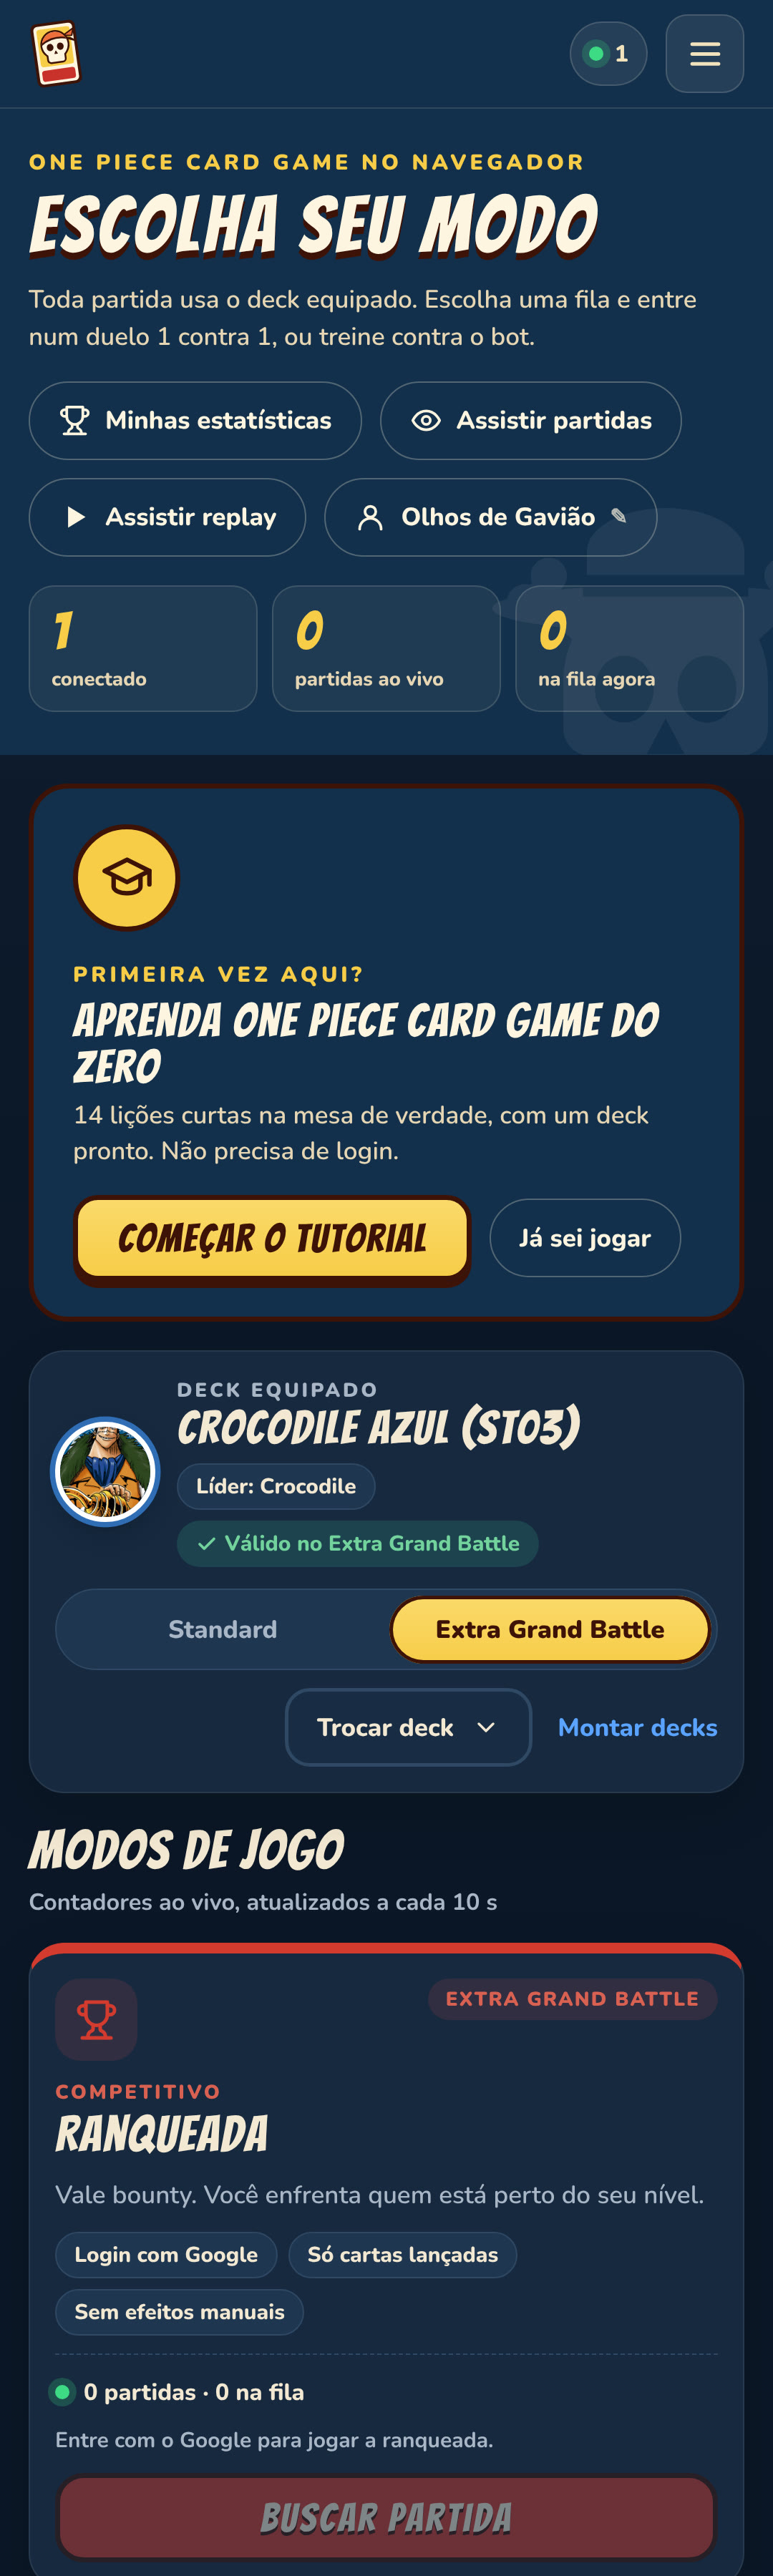 1
ONE PIECE CARD GAME NO NAVEGADOR
ESCOLHA SEU MODO
Toda partida usa o deck equipado. Escolha uma fila e entre
num duelo 1 contra 1, ou treine contra o bot.
Minhas estatísticas
Assistir partidas
Assistir replay
Olhos de Gavião
1
conectado
0
partidas ao vivo
0
na fila agora
PRIMEIRA VEZ AQUI?
APRENDA ONE PIECE CARD GAME DO
ZERO
14 lições curtas na mesa de verdade, com um deck
pronto. Não precisa de login.
COMEÇAR O TUTORIAL
Já sei jogar
DECK EQUIPADO
CROCODILE AZUL (ST03)
Líder: Crocodile
Válido no Extra Grand Battle
Standard
Extra Grand Battle
Trocar deck
Montar decks
MODOS DE JOGO
Contadores ao vivo, atualizados a cada 10 s
EXTRA GRAND BATTLE
COMPETITIVO
RANQUEADA
Vale bounty. Você enfrenta quem está perto do seu nível.
Login com Google
Só cartas lançadas
Sem efeitos manuais
0 partidas · 0 na fila
Entre com o Google para jogar a ranqueada.
BUSCAR PARTIDA